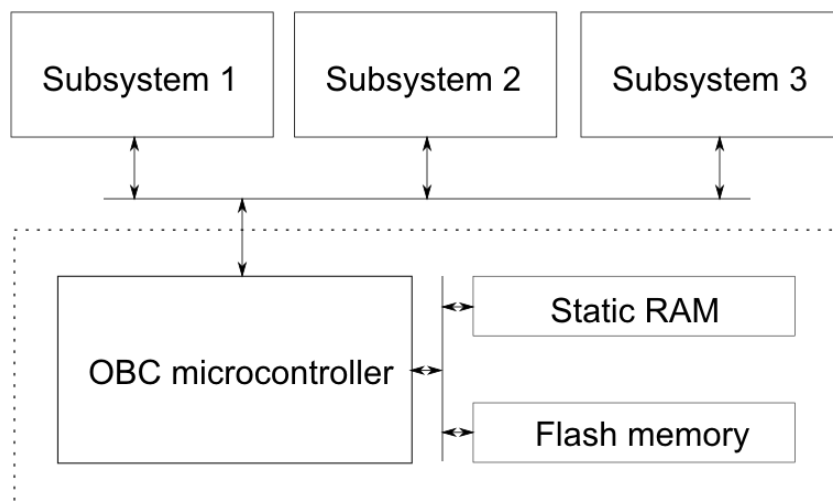 Subsystem 1
Subsystem 2
Subsystem 3
OBC microcontroller
Static RAM
Flash memory